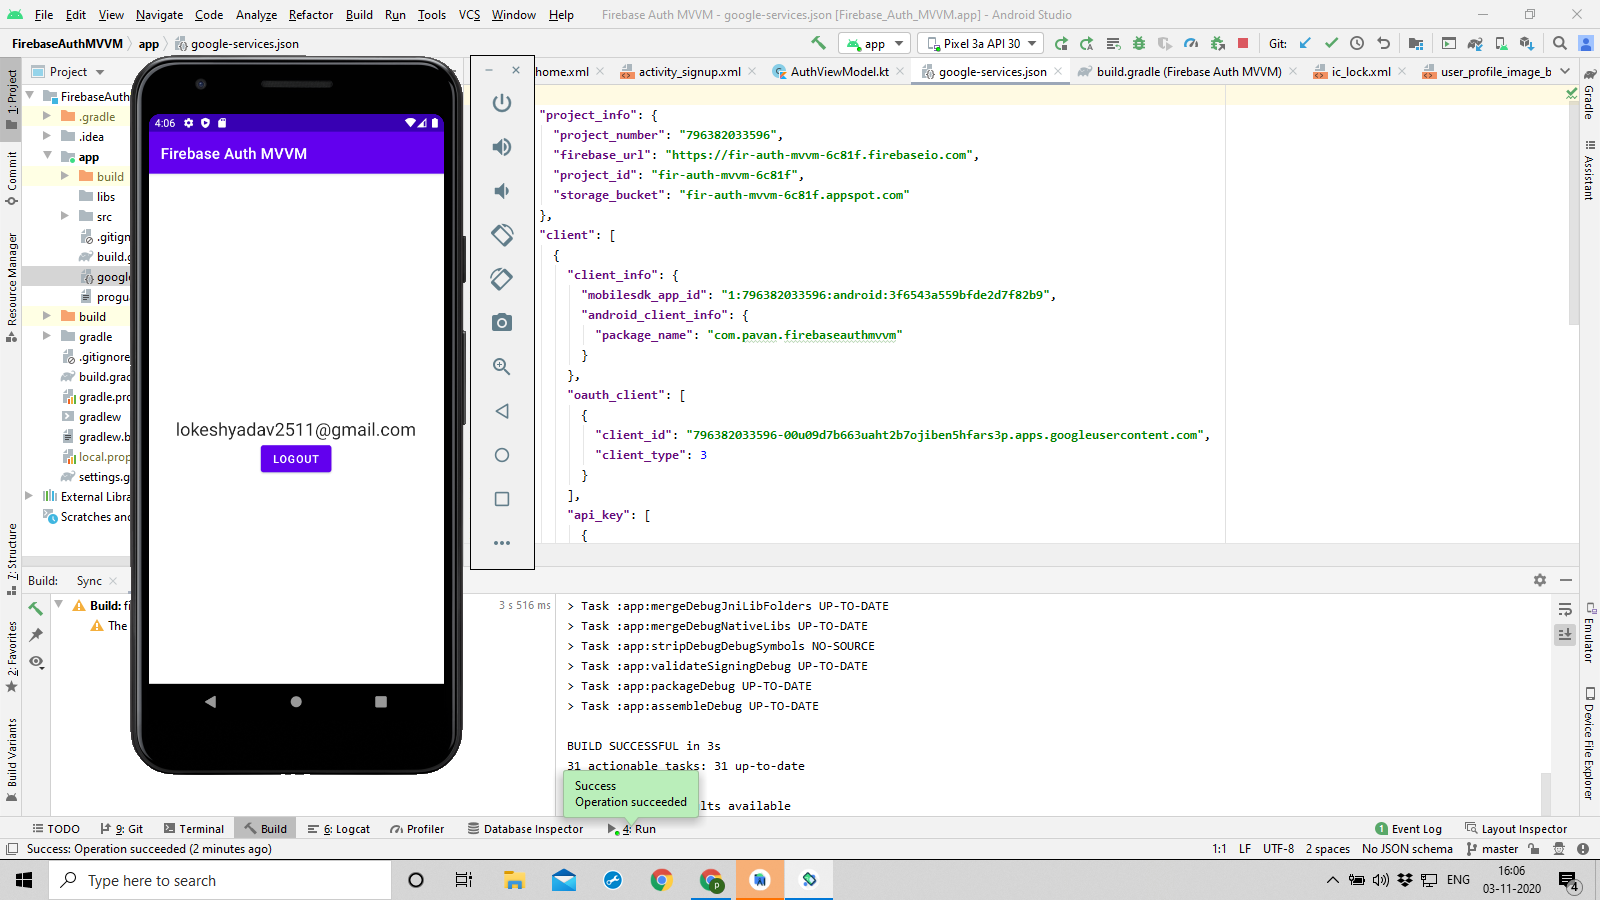 File Edit View Navigate Code Analyze Refactor Build Run Tools VCS Window Help Firebase Auth MVVM - google-services.json [Firebase_Auth_MVVM.app] - Android Studio
FirebaseAuthMVVM app google-services.json app Pixel 3a API 30 Git:
1: Project
Commit
Resource Manager
7: Structure
2: Favorites
Build Variants
Project
FirebaseAuth
.gradle
.idea
app
build
libs
src
.gitign
build.g
google
progua
build
gradle
.gitignore
build.grad
gradle.pro
gradlew
gradlew.b
local.prop
settings.g
External Libra
Scratches and
4:06
Firebase Auth MVVM
lokeshyadav2511@gmail.com
LOGOUT
home.xml activity_signup.xml AuthViewModel.kt google-services.json build.gradle (Firebase Auth MVVM) ic_lock.xml user_profile_image_b
"project_info": {
"project_number": "796382033596",
"firebase_url": "https://fir-auth-mvvm-6c81f.firebaseio.com",
"project_id": "fir-auth-mvvm-6c81f",
"storage_bucket": "fir-auth-mvvm-6c81f.appspot.com"
},
"client": [
{
"client_info": {
"mobilesdk_app_id": "1:796382033596:android:3f6543a559bfde2d7f82b9",
"android_client_info": {
"package_name": "com.pavan.firebaseauthmvvm"
}
},
"oauth_client": [
{
"client_id": "796382033596-00u09d7b663uaht2b7ojiben5hfars3p.apps.googleusercontent.com",
"client_type": 3
}
],
"api_key": [
{
Gradle
Assistant
Emulator
Device File Explorer
Build: Sync
Build: fi 3 s 516 ms
The
> Task :app:mergeDebugJniLibFolders UP-TO-DATE
> Task :app:mergeDebugNativeLibs UP-TO-DATE
> Task :app:stripDebugDebugSymbols NO-SOURCE
> Task :app:validateSigningDebug UP-TO-DATE
> Task :app:packageDebug UP-TO-DATE
> Task :app:assembleDebug UP-TO-DATE
BUILD SUCCESSFUL in 3s
31 actionable tasks: 31 up-to-date
Success
Operation succeeded
lts available
TODO 9: Git Terminal Build 6: Logcat Profiler Database Inspector 4: Run 1 Event Log Layout Inspector
Success: Operation succeeded (2 minutes ago) 1:1 LF UTF-8 2 spaces No JSON schema master
Type here to search
p
ENG
16:06
03-11-2020
4